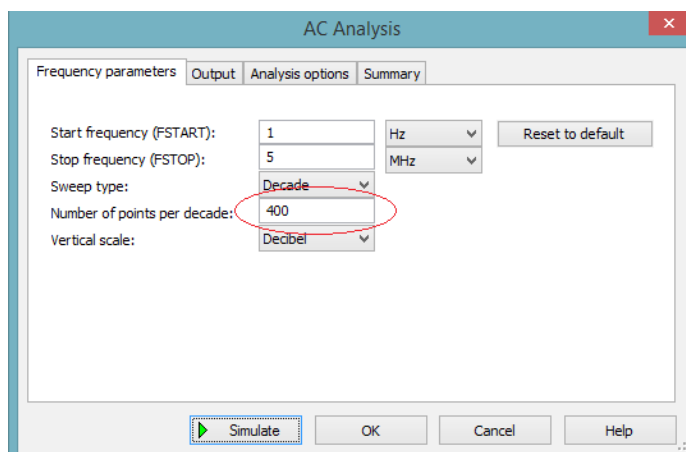 AC Analysis
Frequency parameters Output Analysis options Summary
Start frequency (FSTART): 1 Hz Reset to default
Stop frequency (FSTOP): 5 MHz
Sweep type: Decade
Number of points per decade: 400
Vertical scale: Decibel
Simulate OK Cancel Help